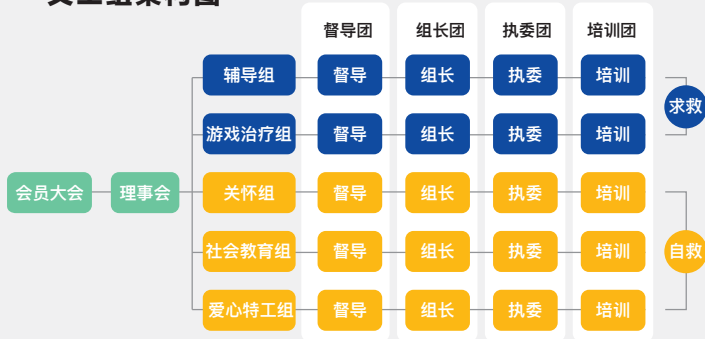 督导团 组长团 执委团 培训团
辅导组 督导 组长 执委 培训
求救
游戏治疗组 督导 组长 执委 培训
会员大会 理事会 关怀组 督导 组长 执委 培训
社会教育组 督导 组长 执委 培训 自救
爱心特工组 督导 组长 执委 培训